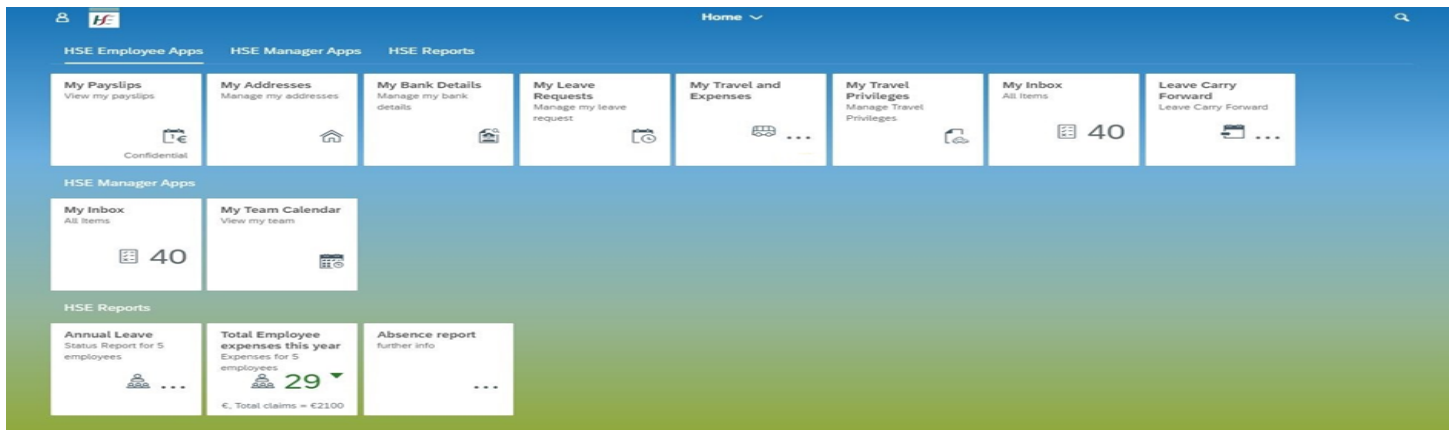 HSE
Home
HSE Employee Apps
HSE Manager Apps
HSE Reports
My Payslips
View my payslips
1 €
Confidential
My Addresses
Manage my addresses
My Bank Details
Manage my bank
details
My Leave
Requests
Manage my leave
request
My Travel and
Expenses
...
My Travel
Privileges
Manage Travel
Privileges
My Inbox
All Items
40
Leave Carry
Forward
Leave Carry Forward
...
HSE Manager Apps
My Inbox
All Items
40
My Team Calendar
View my team
HSE Reports
Annual Leave
Status Report for 5
employees
...
Total Employee
expenses this year
Expenses for 5
employees
29
€, Total claims = €2100
Absence report
further info
...